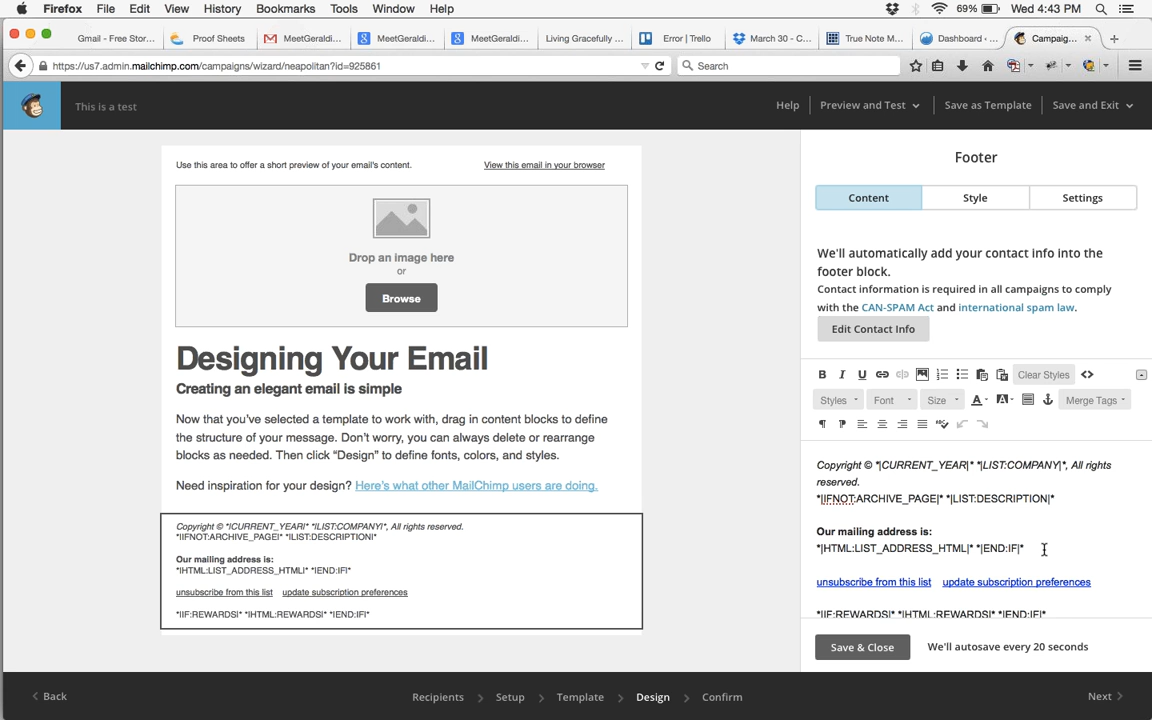 Firefox File Edit View History Bookmarks Tools Window Help 69% Wed 4:43 PM
Gmail - Free Stor... Proof Sheets MeetGeraldi... MeetGeraldi... MeetGeraldi... Living Gracefully ... Error | Trello March 30 - C... True Note M... Dashboard ‹ ... Campaig...
https://us7.admin.mailchimp.com/campaigns/wizard/neapolitan?id=925861 Search
This is a test Help Preview and Test Save as Template Save and Exit
Use this area to offer a short preview of your email's content. View this email in your browser
Drop an image here
or
Browse
Designing Your Email
Creating an elegant email is simple
Now that you've selected a template to work with, drag in content blocks to define
the structure of your message. Don't worry, you can always delete or rearrange
blocks as needed. Then click "Design" to define fonts, colors, and styles.
Need inspiration for your design? Here's what other MailChimp users are doing.
Copyright © *|CURRENT_YEAR|* *|LIST:COMPANY|*, All rights reserved.
*|IFNOT:ARCHIVE_PAGE|* *|LIST:DESCRIPTION|*
Our mailing address is:
*|HTML:LIST_ADDRESS_HTML|* *|END:IF|*
unsubscribe from this list update subscription preferences
*|IF:REWARDS|* *|HTML:REWARDS|* *|END:IF|*
Footer
Content Style Settings
We'll automatically add your contact info into the
footer block.
Contact information is required in all campaigns to comply
with the CAN-SPAM Act and international spam law.
Edit Contact Info
B I U Clear Styles <>
Styles Font Size A A Merge Tags
Copyright © *|CURRENT_YEAR|* *|LIST:COMPANY|*, All rights
reserved.
*|IFNOT:ARCHIVE_PAGE|* *|LIST:DESCRIPTION|*
Our mailing address is:
*|HTML:LIST_ADDRESS_HTML|* *|END:IF|*
unsubscribe from this list update subscription preferences
*|IF:REWARDS|* *|HTML:REWARDS|* *|END:IF|*
Save & Close We'll autosave every 20 seconds
Back Recipients Setup Template Design Confirm Next